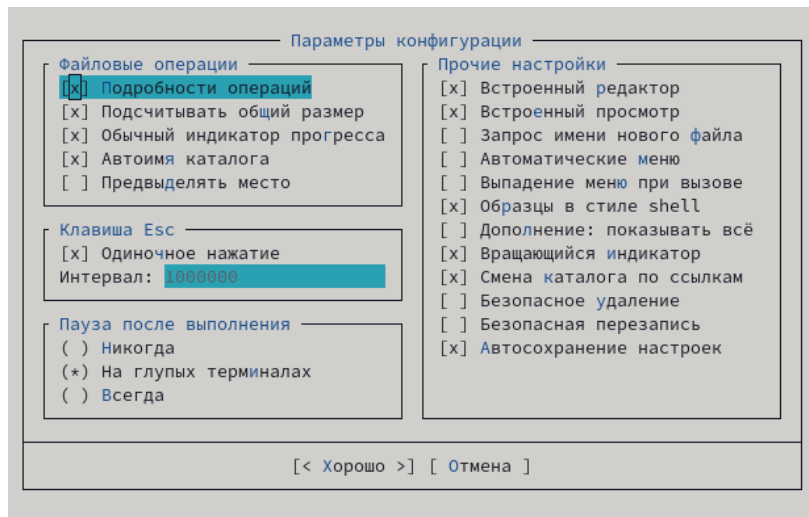 Параметры конфигурации
Файловые операции
[x] Подробности операций
[x] Подсчитывать общий размер
[x] Обычный индикатор прогресса
[x] Автоимя каталога
[ ] Предвыделять место
Клавиша Esc
[x] Одиночное нажатие
Интервал: 1000000
Пауза после выполнения
( ) Никогда
(*) На глупых терминалах
( ) Всегда
Прочие настройки
[x] Встроенный редактор
[x] Встроенный просмотр
[ ] Запрос имени нового файла
[ ] Автоматические меню
[ ] Выпадение меню при вызове
[x] Образцы в стиле shell
[ ] Дополнение: показывать всё
[x] Вращающийся индикатор
[x] Смена каталога по ссылкам
[ ] Безопасное удаление
[ ] Безопасная перезапись
[x] Автосохранение настроек
[< Хорошо >] [ Отмена ]